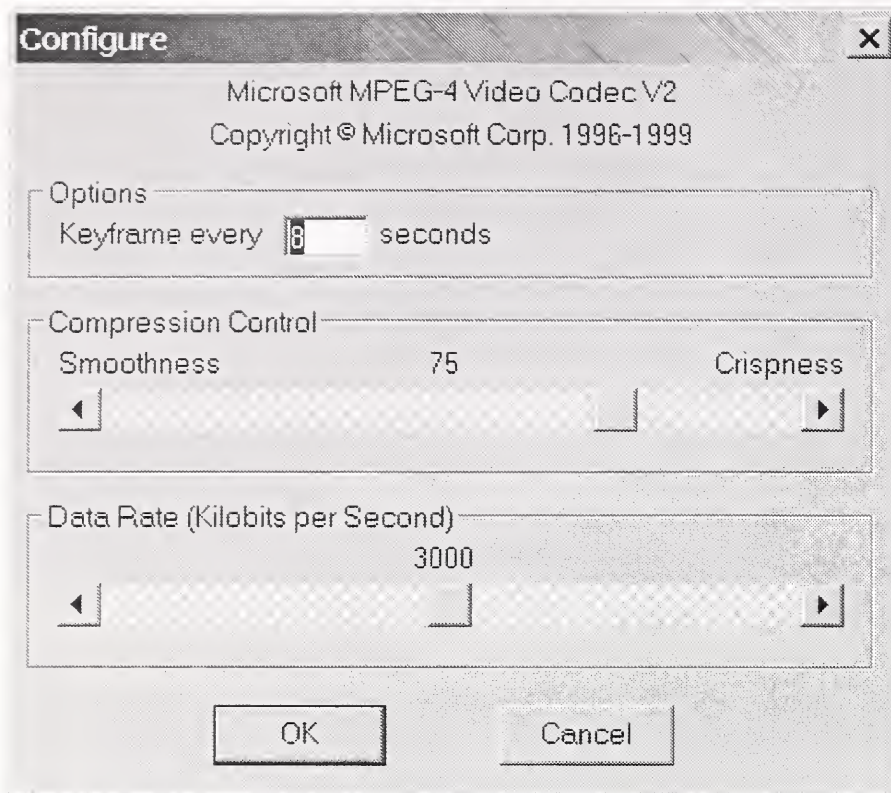 Configure
Microsoft MPEG-4 Video Codec V2
Copyright © Microsoft Corp. 1996-1999
Options
Keyframe every 8 seconds
Compression Control
Smoothness 75 Crispness
Data Rate (Kilobits per Second)
3000
OK Cancel